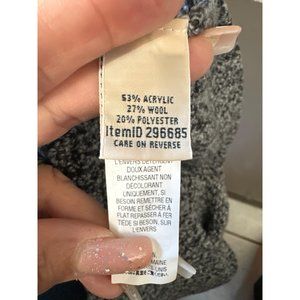 53% ACRYLIC
27% WOOL
20% POLYESTER
ItemID 296685
CARE ON REVERSE
L'ENVERS DETERGENT
DOUX AGENT
BLANCHISSANT NON
DÉCOLORANT
UNIQUEMENT, SI
BESOIN REMETTRE EN
FORME ET SÉCHER À
PLAT REPASSER À FER
TIÈDE SI BESOIN, SUR
L'ENVERS